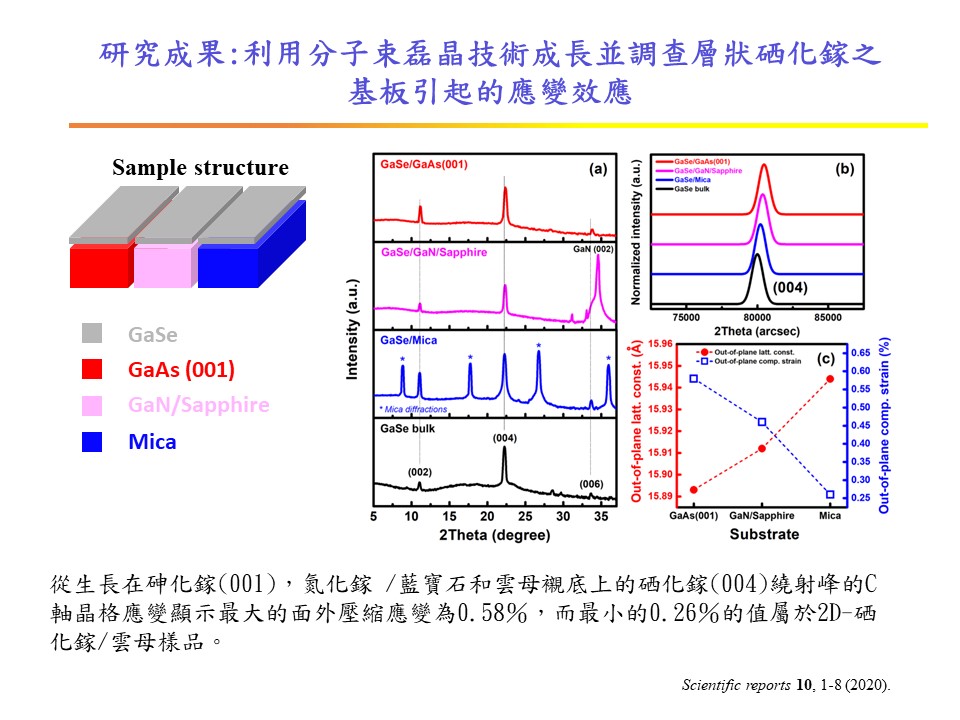 研究成果:利用分子束磊晶技術成長並調查層狀硒化鎵之
基板引起的應變效應
Sample structure
GaSe
GaAs (001)
GaN/Sapphire
Mica
GaSe/GaAs(001)
(a)
GaSe/GaN/Sapphire
GaN (002)
GaSe/Mica
* * * * *
* Mica diffractions
GaSe bulk
(002)
(004)
(006)
Intensity (a.u.)
5 10 15 20 25 30 35
2Theta (degree)
GaSe/GaAs(001)
GaSe/GaN/Sapphire
GaSe/Mica
GaSe bulk
(b)
(004)
Normalized intensity (a.u.)
75000 80000 85000
2Theta (arcsec)
Out-of-plane latt. const.
Out-of-plane comp. strain
(c)
Out-of-plane latt. const. (Å)
15.96
15.95
15.94
15.93
15.92
15.91
15.90
15.89
0.65
0.60
0.55
0.50
0.45
0.40
0.35
0.30
0.25
Out-of-plane comp. strain (%)
GaAs(001) GaN/Sapphire Mica
Substrate
從生長在砷化鎵(001)，氮化鎵 /藍寶石和雲母襯底上的硒化鎵(004)繞射峰的C
軸晶格應變顯示最大的面外壓縮應變為0.58％，而最小的0.26％的值屬於2D-硒
化鎵/雲母樣品。
Scientific reports 10, 1-8 (2020).